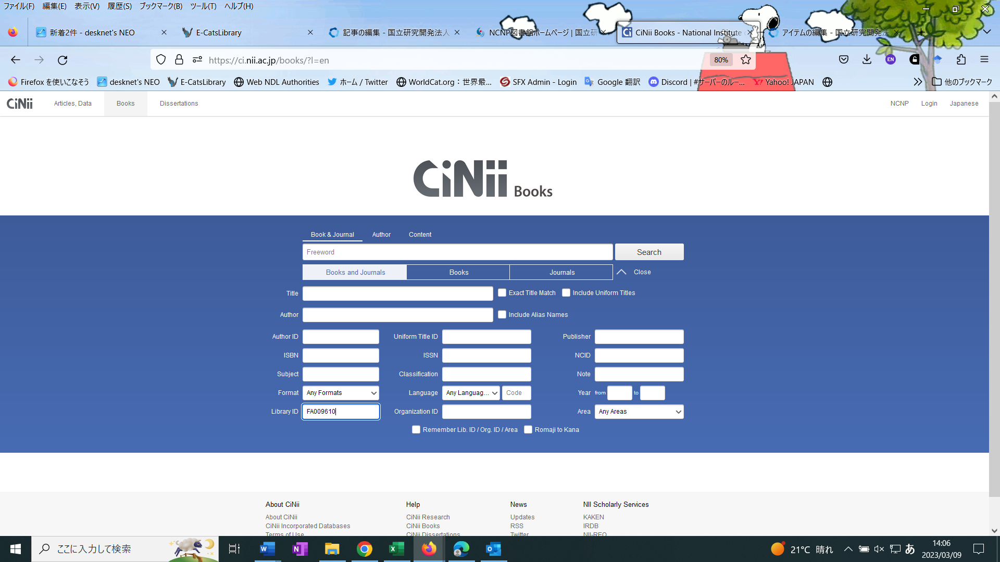 ファイル(F) 編集(E) 表示(V) 履歴(S) ブックマーク(B) ツール(T) ヘルプ(H)
新着2件 - desknet's NEO
E-CatsLibrary
記事の編集 - 国立研究開発法人
NCNP図書館ホームページ | 国立研
CiNii Books - National Institute
アイテムの編集 - 国立研究開発法
https://ci.nii.ac.jp/books/?l=en
80%
EN
Firefox を使いこなそう desknet's NEO E-CatsLibrary Web NDL Authorities ホーム / Twitter WorldCat.org：世界最... SFX Admin - Login Google 翻訳 Discord | #サーバーのルー... Yahoo! JAPAN 他のブックマーク
CiNii Articles, Data Books Dissertations NCNP Login Japanese
CiNii Books
Book & Journal Author Content
Freeword Search
Books and Journals Books Journals Close
Title Exact Title Match Include Uniform Titles
Author Include Alias Names
Author ID Uniform Title ID Publisher
ISBN ISSN NCID
Subject Classification Note
Format Any Formats Language Any Languag... Code Year from to
Library ID FA009610 Organization ID Area Any Areas
Remember Lib. ID / Org. ID / Area Romaji to Kana
About CiNii Help News NII Scholarly Services
About CiNii CiNii Research Updates KAKEN
CiNii Incorporated Databases CiNii Books RSS IRDB
Terms of Use CiNii Dissertations Twitter NII-REO
ここに入力して検索
21°C 晴れ あ
14:06
2023/03/09